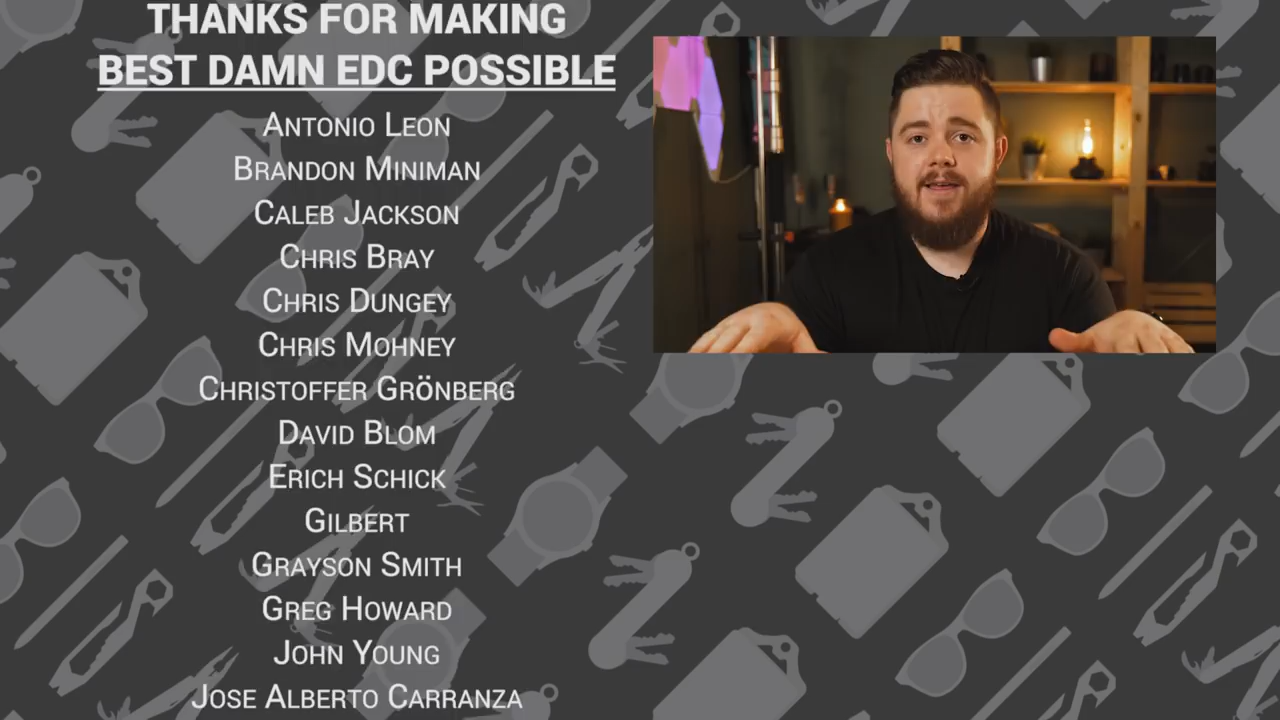 THANKS FOR MAKING
BEST DAMN EDC POSSIBLE
ANTONIO LEON
BRANDON MINIMAN
CALEB JACKSON
CHRIS BRAY
CHRIS DUNGEY
CHRIS MOHNEY
CHRISTOFFER GRÖNBERG
DAVID BLOM
ERICH SCHICK
GILBERT
GRAYSON SMITH
GREG HOWARD
JOHN YOUNG
JOSE ALBERTO CARRANZA